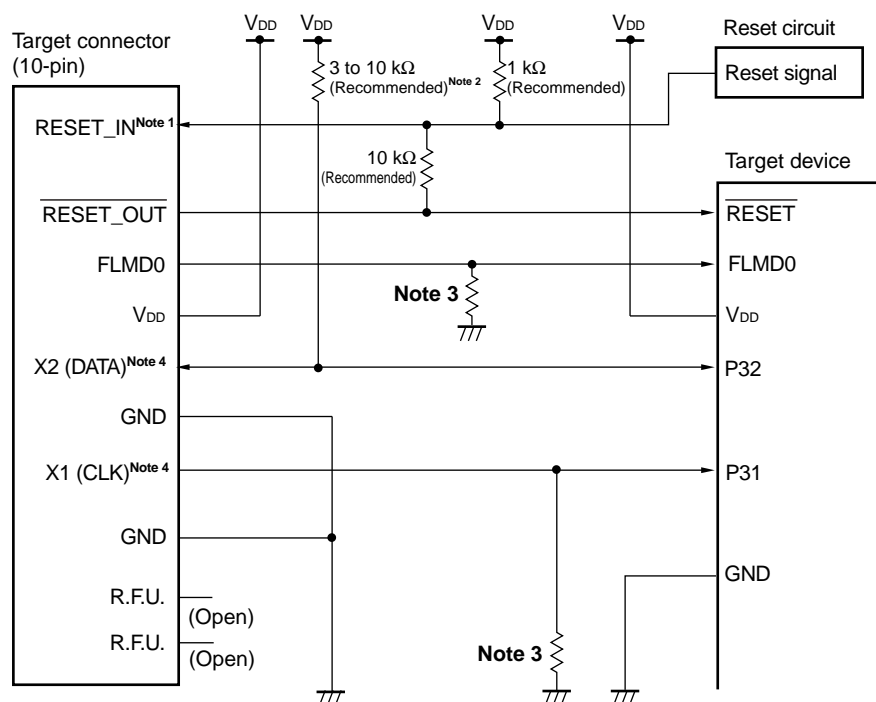 VDD VDD VDD VDD
Reset circuit
Target connector
(10-pin)
3 to 10 kΩ
(Recommended)Note 2
1 kΩ
(Recommended)
Reset signal
RESET_INNote 1
10 kΩ
(Recommended)
Target device
RESET_OUT
RESET
FLMD0
FLMD0
Note 3
VDD
VDD
X2 (DATA)Note 4
P32
GND
X1 (CLK)Note 4
P31
GND
GND
R.F.U.
(Open)
R.F.U.
(Open)
Note 3